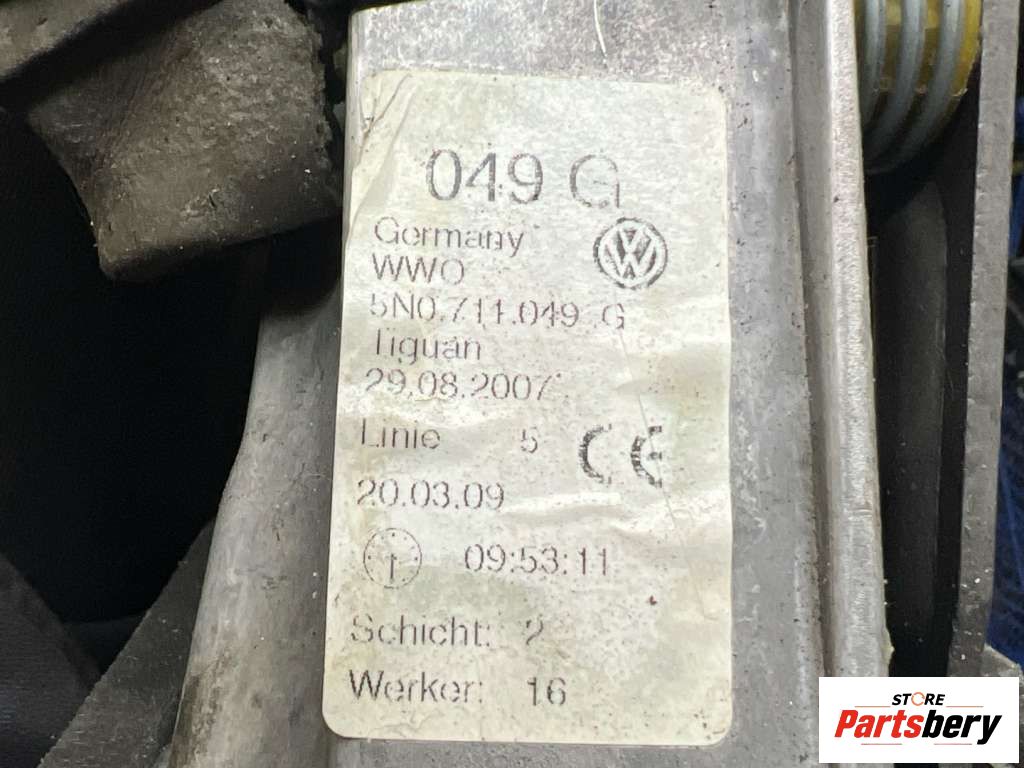 049 G
Germany
WWO
5N0.711.049 G
Tiguan
29.08.2007
Linie 5 CE
20.03.09
09:53:11
Schicht: 2
Werker: 16
STORE
Partsbery